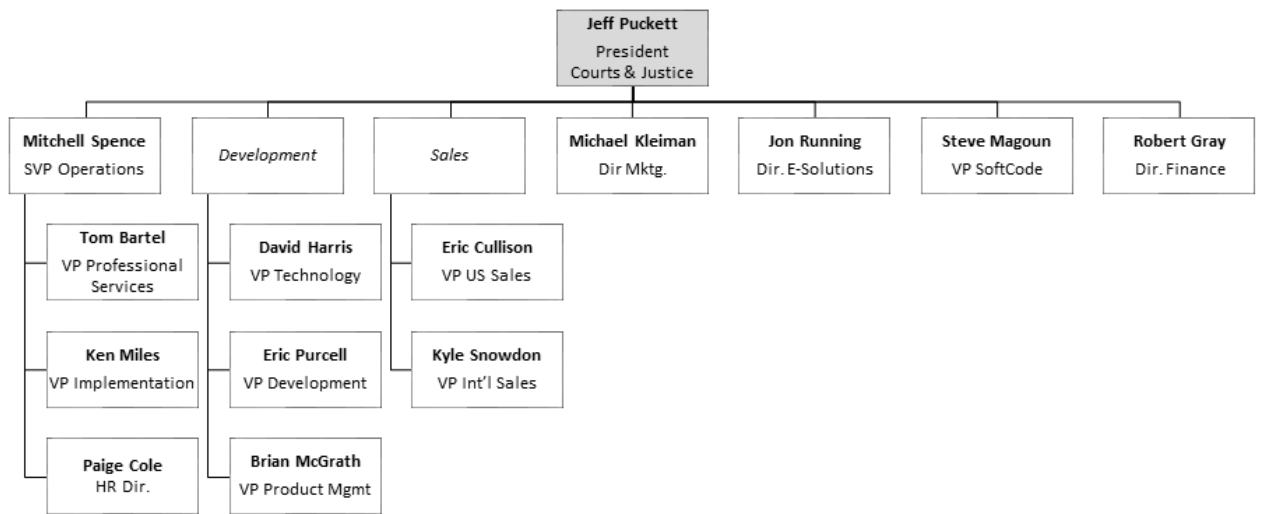 Jeff Puckett
President
Courts & Justice
Mitchell Spence
SVP Operations
Development
Sales
Michael Kleiman
Dir Mktg.
Jon Running
Dir. E-Solutions
Steve Magoun
VP SoftCode
Robert Gray
Dir. Finance
Tom Bartel
VP Professional
Services
David Harris
VP Technology
Eric Cullison
VP US Sales
Ken Miles
VP Implementation
Eric Purcell
VP Development
Kyle Snowdon
VP Int'l Sales
Paige Cole
HR Dir.
Brian McGrath
VP Product Mgmt